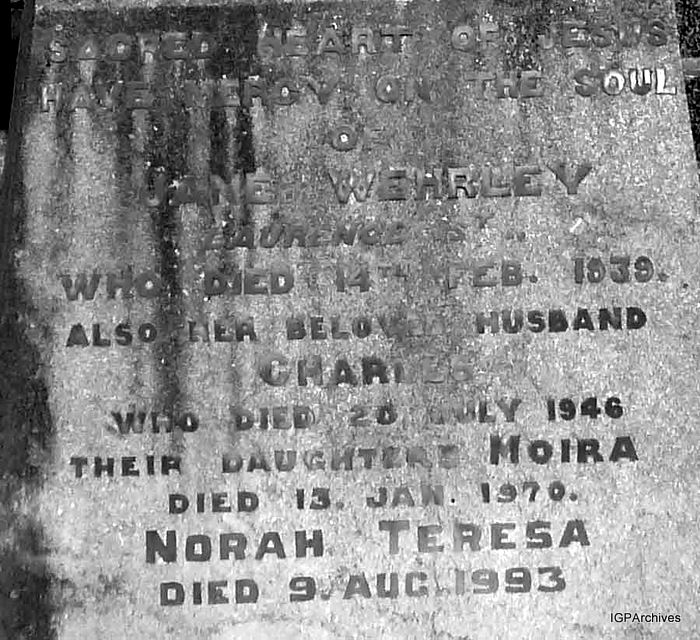 SACRED HEART OF JESUS
HAVE MERCY ON THE SOUL
OF
JANE WEHRLEY
LAURENCE ST
WHO DIED 14TH FEB. 1939.
ALSO HER BELOVED HUSBAND
CHARLES
WHO DIED 20 JULY 1946
THEIR DAUGHTERS MOIRA
DIED 13. JAN. 1970.
NORAH TERESA
DIED 9. AUG. 1993
IGPArchives